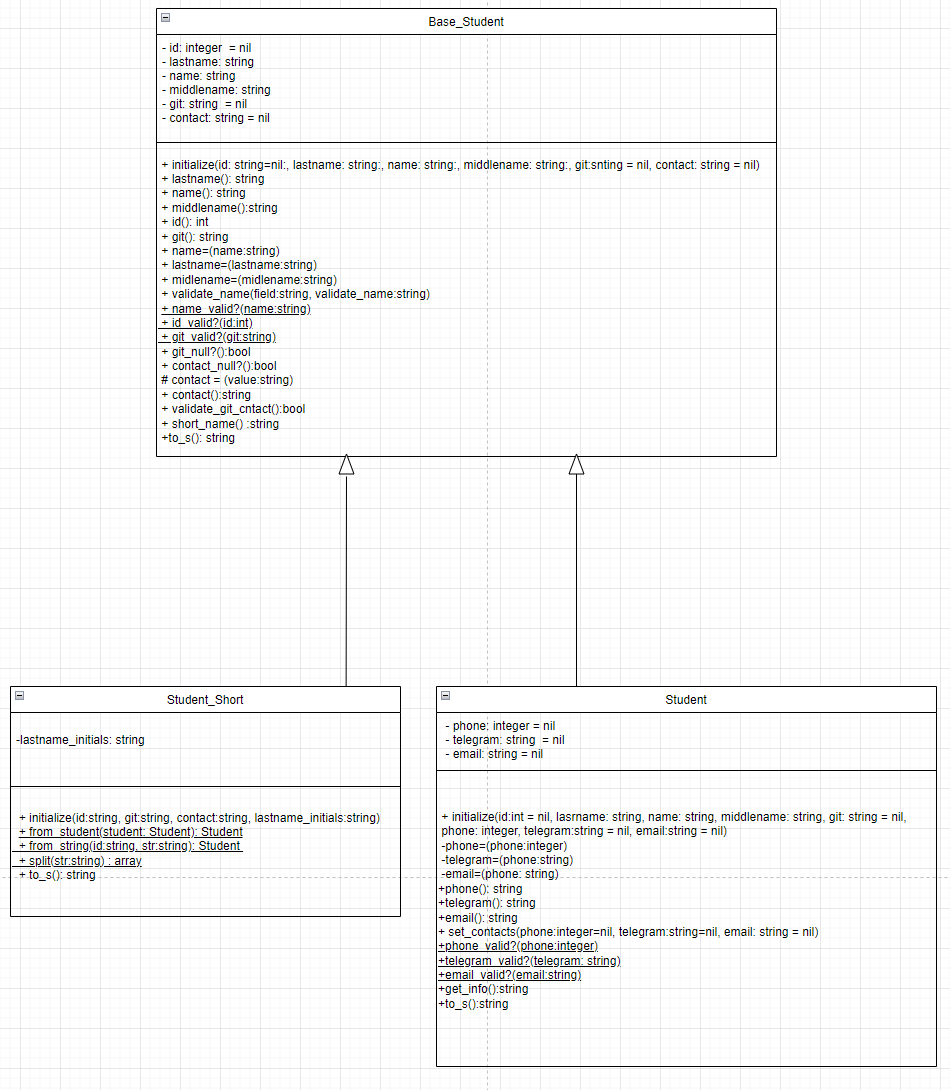 Base_Student
- id: integer  = nil
- lastname: string
- name: string
- middlename: string
- git: string  = nil
- contact: string = nil
+ initialize(id: string=nil:, lastname: string:, name: string:, middlename: string:, git:snting = nil, contact: string = nil)
+ lastname(): string
+ name(): string
+ middlename():string
+ id(): int
+ git(): string
+ name=(name:string)
+ lastname=(lastname:string)
+ midlename=(midlename:string)
+ validate_name(field:string, validate_name:string)
+ name_valid?(name:string)
+ id_valid?(id:int)
+ git_valid?(git:string)
+ git_null?():bool
+ contact_null?():bool
# contact = (value:string)
+ contact():string
+ validate_git_cntact():bool
+ short_name() :string
+to_s(): string
Student_Short
-lastname_initials: string
+ initialize(id:string, git:string, contact:string, lastname_initials:string)
+ from_student(student: Student): Student
+ from_string(id:string, str:string): Student
+ split(str:string) : array
+ to_s(): string
Student
- phone: integer = nil
- telegram: string  = nil
- email: string = nil
+ initialize(id:int = nil, lasrname: string, name: string, middlename: string, git: string = nil,
phone: integer, telegram:string = nil, email:string = nil)
-phone=(phone:integer)
-telegram=(phone:string)
-email=(phone: string)
+phone(): string
+telegram(): string
+email(): string
+ set_contacts(phone:integer=nil, telegram:string=nil, email: string = nil)
+phone_valid?(phone:integer)
+telegram_valid?(telegram: string)
+email_valid?(email:string)
+get_info():string
+to_s():string